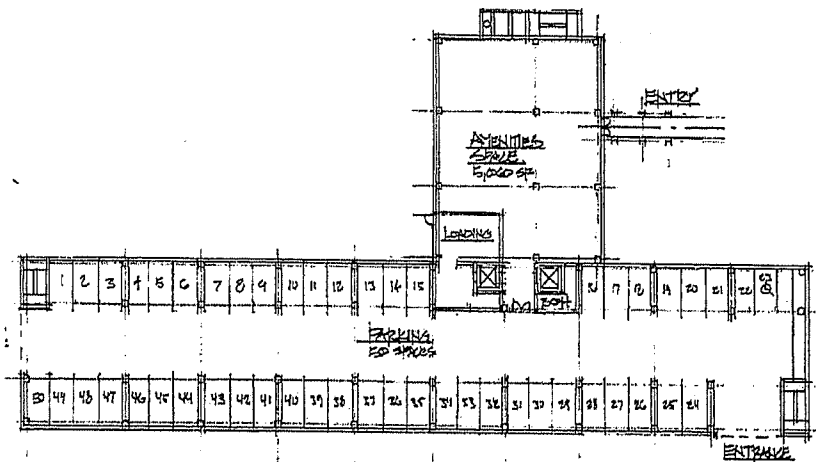 ENTRY
AMENITIES
SPACE
5,060 SF
LOADING
1 2 3 4 5 6 7 8 9 10 11 12 13 14 15
17 18 19 20 21 22 23
PARKING
50 SPACES
50 49 48 47 46 45 44 43 42 41 40 39 38 37 36 35 34 33 32 31 30 29 28 27 26 25 24
ENTRANCE